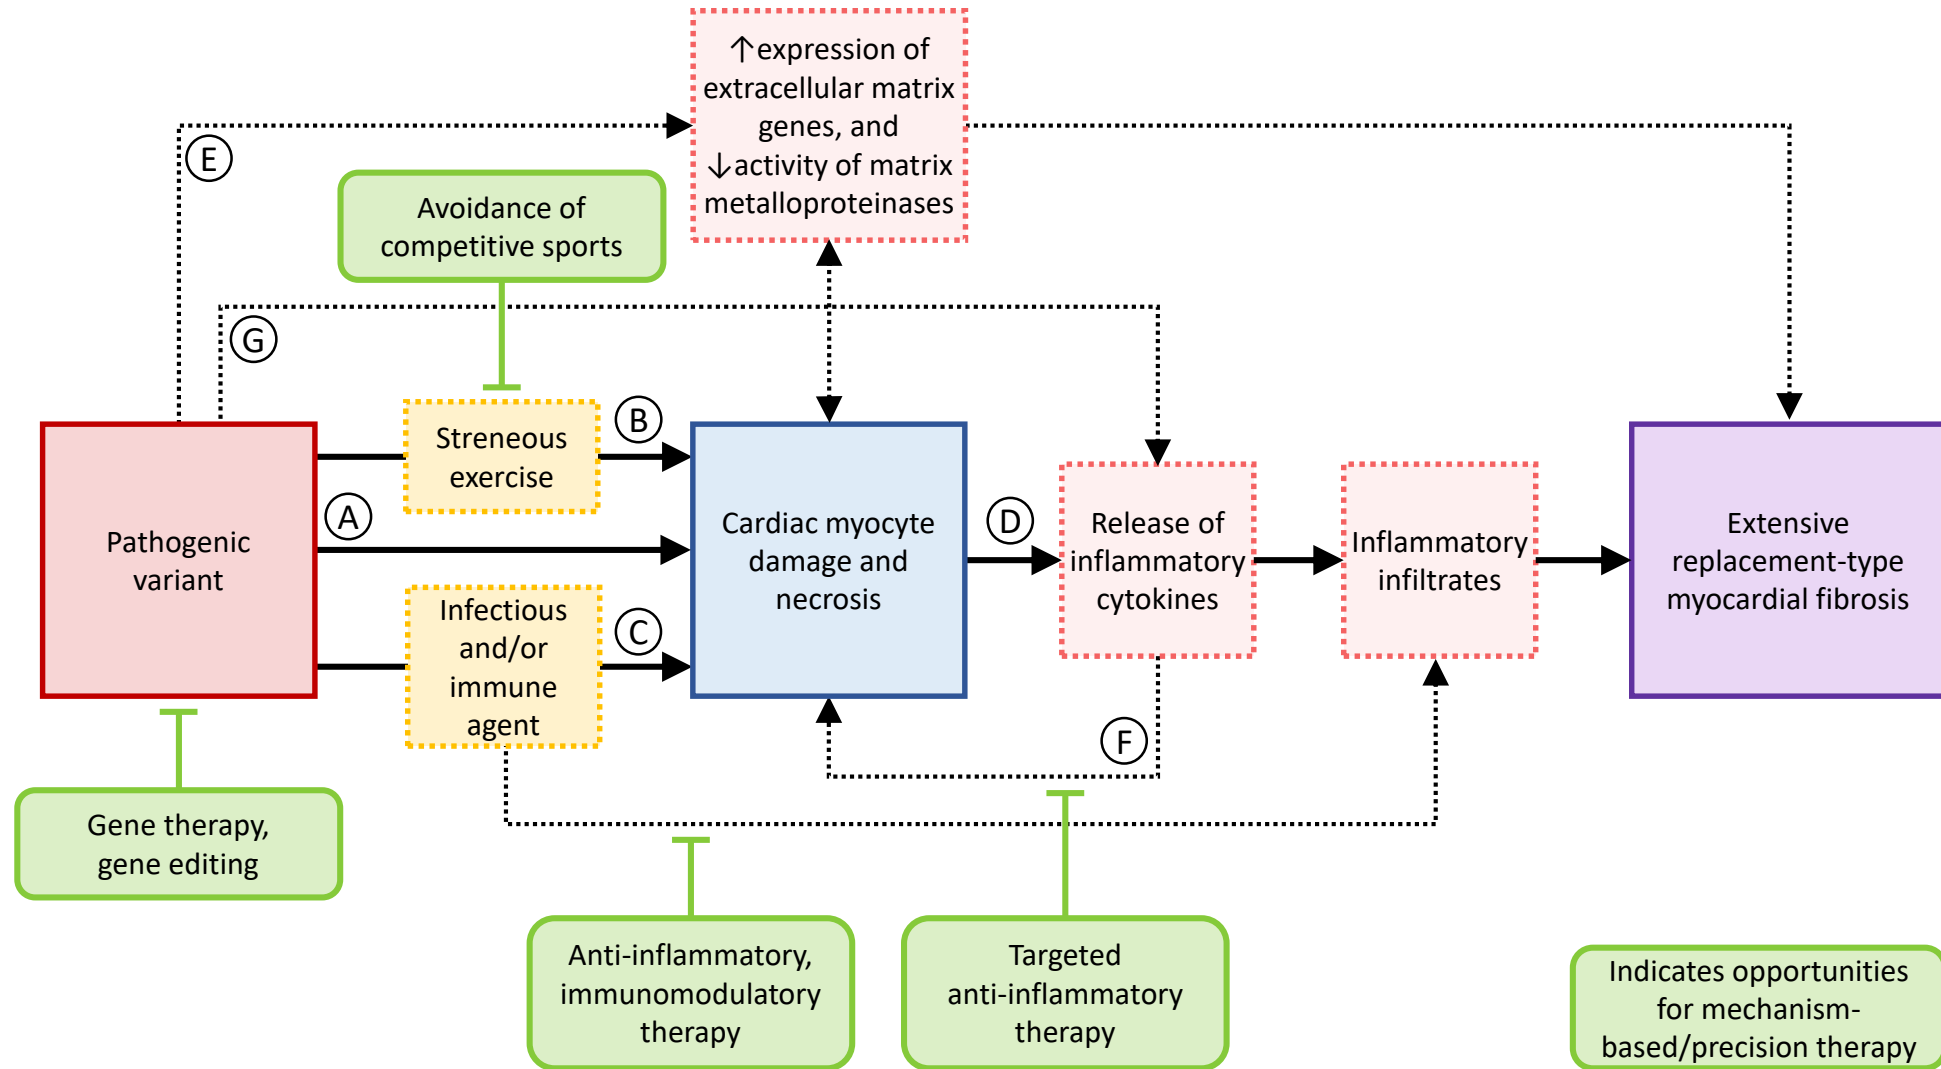 ↑expression of
extracellular matrix
genes, and
↓activity of matrix
metalloproteinases
E
Avoidance of
competitive sports
G
B
Streneous
exercise
A
Pathogenic
variant
Cardiac myocyte
damage and
necrosis
D
Release of
inflammatory
cytokines
Inflammatory
infiltrates
Extensive
replacement-type
myocardial fibrosis
Infectious
and/or
immune
agent
C
F
Gene therapy,
gene editing
Anti-inflammatory,
immunomodulatory
therapy
Targeted
anti-inflammatory
therapy
Indicates opportunities
for mechanism-
based/precision therapy